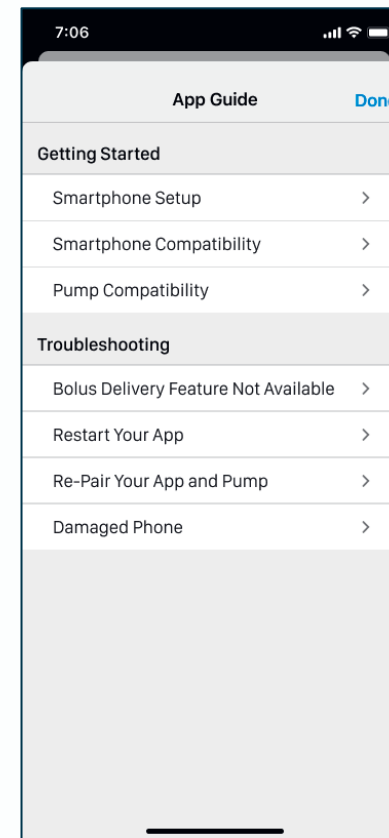 7:06
App Guide
Getting Started
Smartphone Setup
Smartphone Compatibility
Pump Compatibility
Troubleshooting
Bolus Delivery Feature Not Available
Restart Your App
Re-Pair Your App and Pump
Damaged Phone